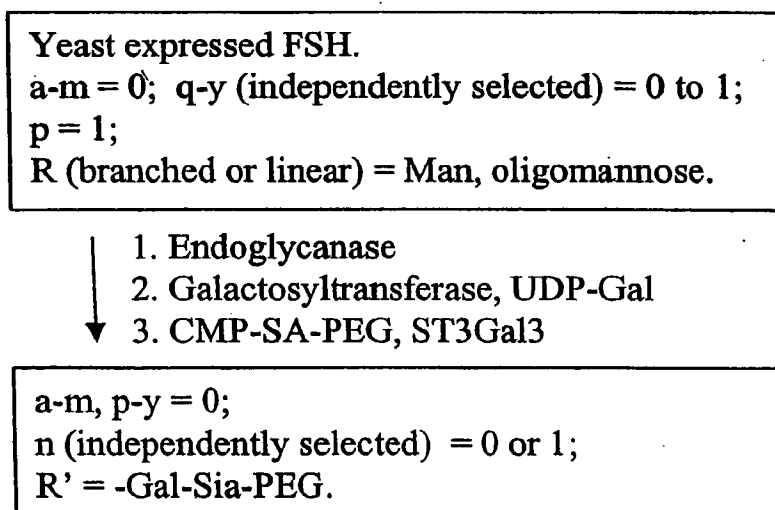 Yeast expressed FSH.
a-m = 0; q-y (independently selected) = 0 to 1;
p = 1;
R (branched or linear) = Man, oligomannose.
1. Endoglycanase
2. Galactosyltransferase, UDP-Gal
3. CMP-SA-PEG, ST3Gal3
a-m, p-y = 0;
n (independently selected) = 0 or 1;
R' = -Gal-Sia-PEG.